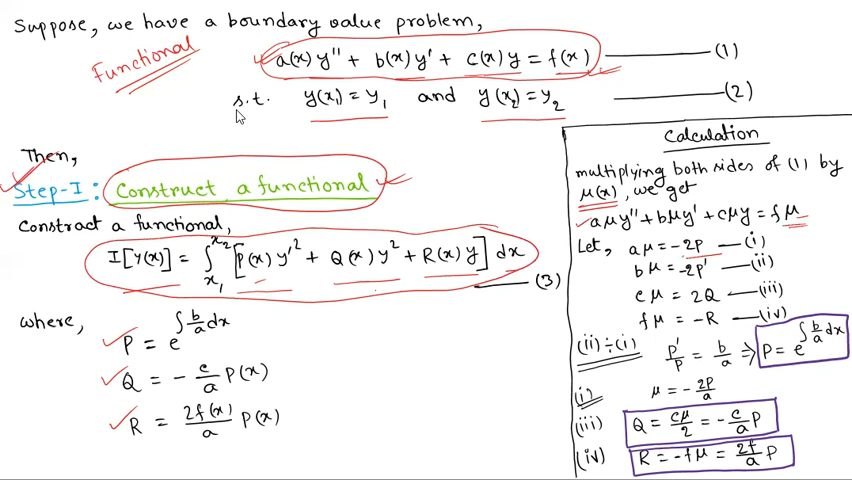 Suppose, we have a boundary value problem,
Functional
a(x) y'' + b(x) y' + c(x) y = f(x) ——— (1)
s.t. y(x₁) = y₁ and y(x₂) = y₂ ——— (2)
Then,
Step-I: Construct a functional
Constract a functional,
I[Y(x)] = ∫_{x₁}^{x₂} [P(x) y'² + Q(x) y² + R(x) y] dx ——— (3)
where,
P = e^{∫ b/a dx}
Q = - c/a P(x)
R = 2f(x)/a P(x)
Calculation
multiplying both sides of (1) by
μ(x), we get
aμy'' + bμy' + cμy = fμ
Let, aμ = -2P — (i)
bμ = -2P' — (ii)
cμ = 2Q — (iii)
fμ = -R — (iv)
(ii) ÷ (i) P'/P = b/a ⇒ P = e^{∫ b/a dx}
(i) μ = - 2P/a
(iii) Q = cμ/2 = - c/a P
(iv) R = -fμ = 2f/a P